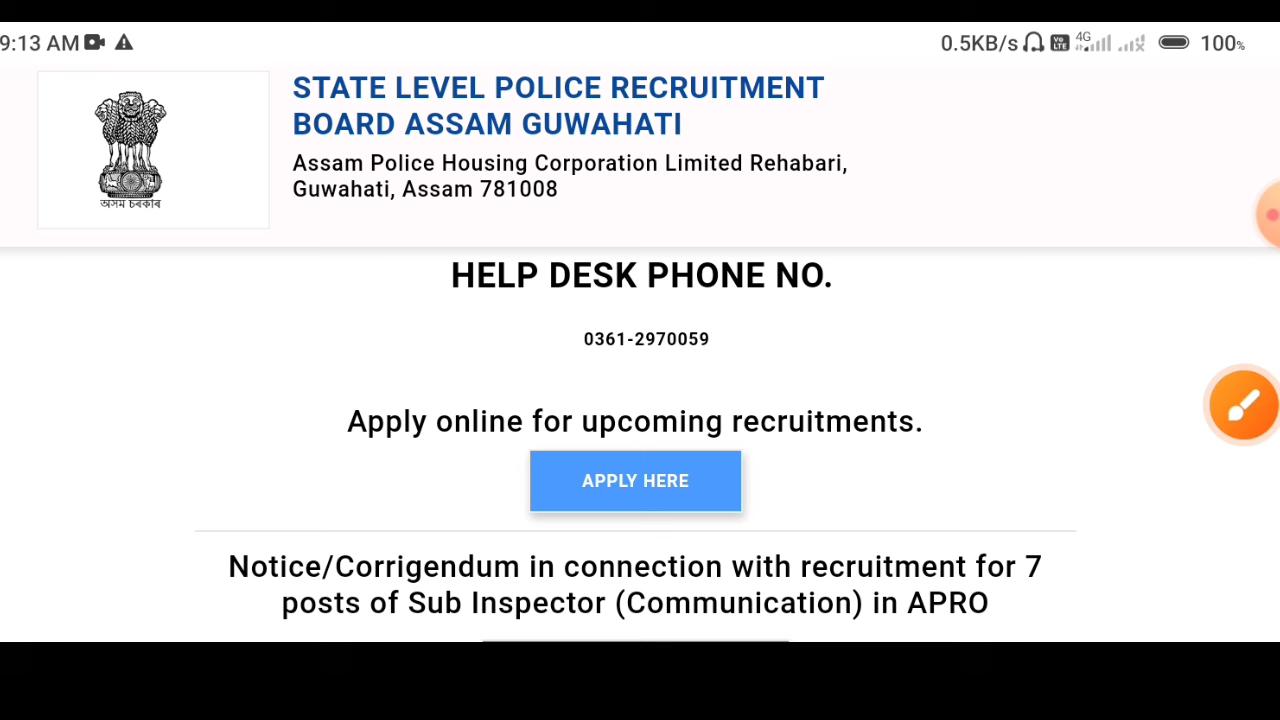 9:13 AM
0.5KB/s
Vo LTE
4G
100%
STATE LEVEL POLICE RECRUITMENT
BOARD ASSAM GUWAHATI
Assam Police Housing Corporation Limited Rehabari,
Guwahati, Assam 781008
অসম চৰকাৰ
HELP DESK PHONE NO.
0361-2970059
Apply online for upcoming recruitments.
APPLY HERE
Notice/Corrigendum in connection with recruitment for 7
posts of Sub Inspector (Communication) in APRO